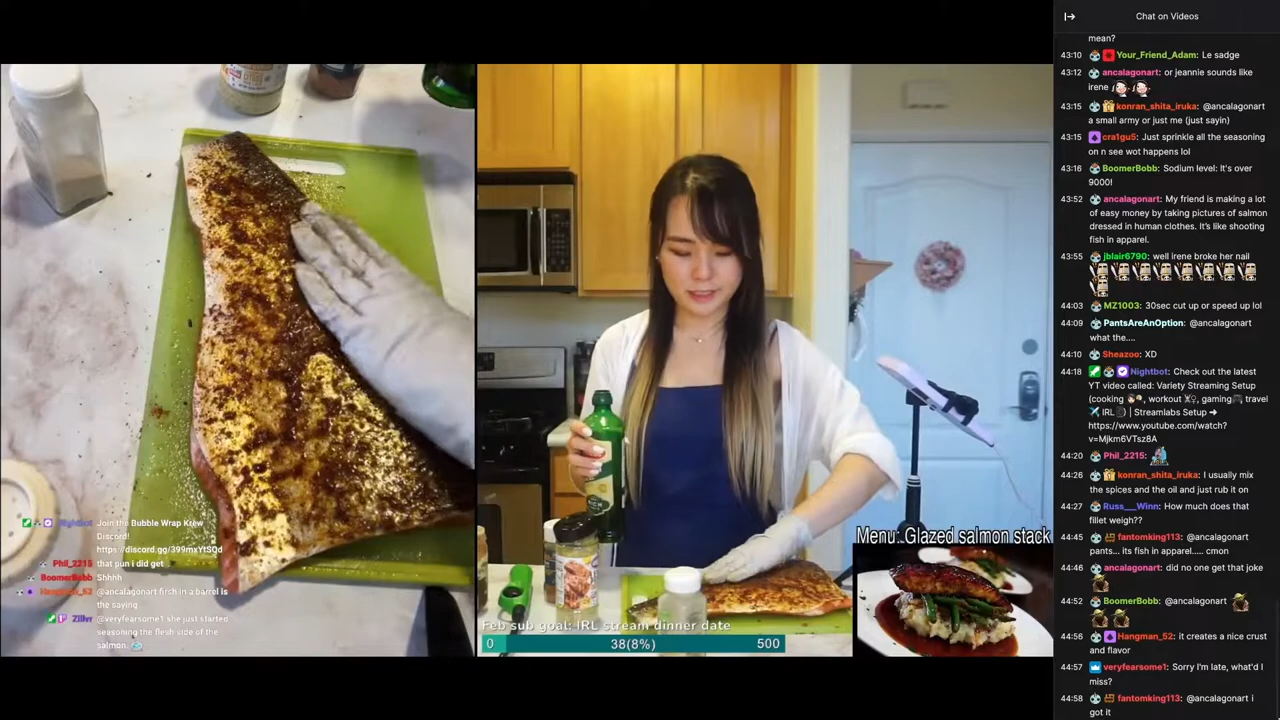 Chat on Videos
mean?
43:10 Your_Friend_Adam: Le sadge
43:12 ancalagonart: or jeannie sounds like
irene
43:15 konran_shita_iruka: @ancalagonart
a small army or just me (just sayin)
43:15 cra1gu5: Just sprinkle all the seasoning
on n see wot happens lol
43:16 BoomerBobb: Sodium level: It's over
9000!
43:52 ancalagonart: My friend is making a lot
of easy money by taking pictures of salmon
dressed in human clothes. It's like shooting
fish in apparel.
43:55 jblair6790: well irene broke her nail
44:03 MZ1003: 30sec cut up or speed up lol
44:09 PantsAreAnOption: @ancalagonart
what the....
44:10 Sheazoo: XD
44:18 Nightbot: Check out the latest
YT video called: Variety Streaming Setup
(cooking, workout, gaming, travel
IRL) | Streamlabs Setup ➜
https://www.youtube.com/watch?
v=Mjkm6VTsz8A
44:20 Phil_2215:
44:26 konran_shita_iruka: I usually mix
the spices and the oil and just rub it on
44:27 Russ___Winn: How much does that
fillet weigh??
44:45 fantomking113: @ancalagonart
pants... its fish in apparel..... cmon
44:46 ancalagonart: did no one get that joke
44:52 BoomerBobb: @ancalagonart
44:56 Hangman_52: it creates a nice crust
and flavor
44:57 veryfearsome1: Sorry I'm late, what'd I
miss?
44:58 fantomking113: @ancalagonart i
got it
Nightbot Join the Bubble Wrap Krew
Discord!
https://discord.gg/399mxYtSQd
Phil_2215 that pun i did get
BoomerBobb Shhhh
Hangman_52 @ancalagonart firsh in a barrel is
the saying.
Zillvr @veryfearsome1 she just started
seasoning the flesh side of the
salmon.
Menu: Glazed salmon stack
Feb sub goal: IRL stream dinner date
0 38(8%) 500